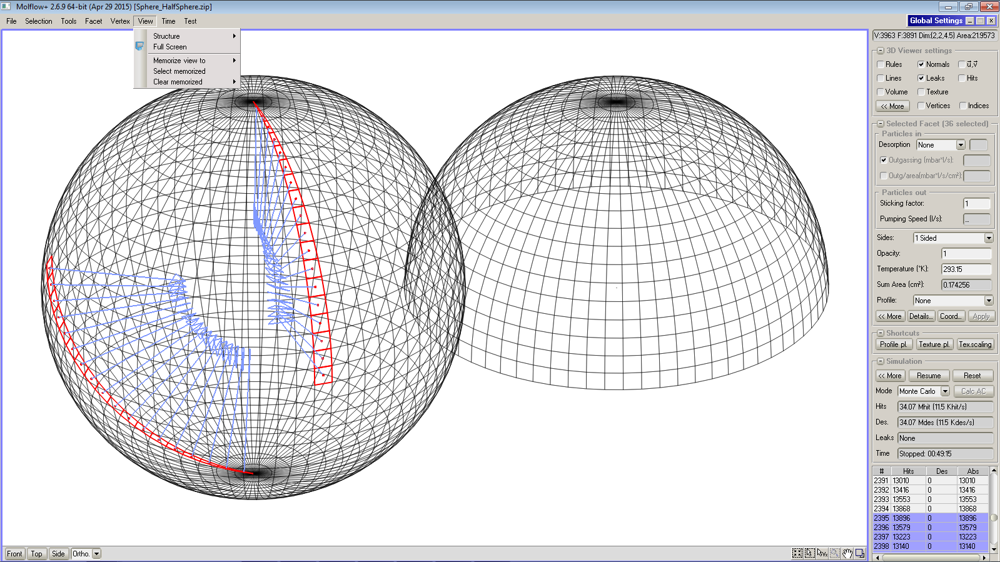 Molflow+ 2.6.9 64-bit (Apr 29 2015) [Sphere_HalfSphere.zip]
File Selection Tools Facet Vertex View Time Test
Structure
Full Screen
Memorize view to
Select memorized
Clear memorized
Global Settings
V:3963 F:3891 Dim:(2,2,4.5) Area:21.9573
3D Viewer settings
Rules Normals u,v
Lines Leaks Hits
Volume Texture
<< More Vertices Indices
Selected Facet (36 selected)
Particles in
Desorption None
Outgassing (mbar*l/s):
Outg/area(mbar*l/s/cm²):
Particles out
Sticking factor: 1
Pumping Speed (l/s): ...
Sides: 1 Sided
Opacity: 1
Temperature (°K): 293.15
Sum Area (cm²): 0.174256
Profile: None
<< More Details... Coord... Apply
Shortcuts
Profile pl. Texture pl. Tex.scaling
Simulation
<< More Resume Reset
Mode Monte Carlo Calc AC
Hits 34.07 Mhit (11.5 Khit/s)
Des. 34.07 Mdes (11.5 Kdes/s)
Leaks None
Time Stopped: 00:49:15
# Hits Des Abs
2391 13010 0 13010
2392 13416 0 13416
2393 13553 0 13553
2394 13868 0 13868
2395 13896 0 13896
2396 13579 0 13579
2397 13223 0 13223
2398 13140 0 13140
Front Top Side Ortho.